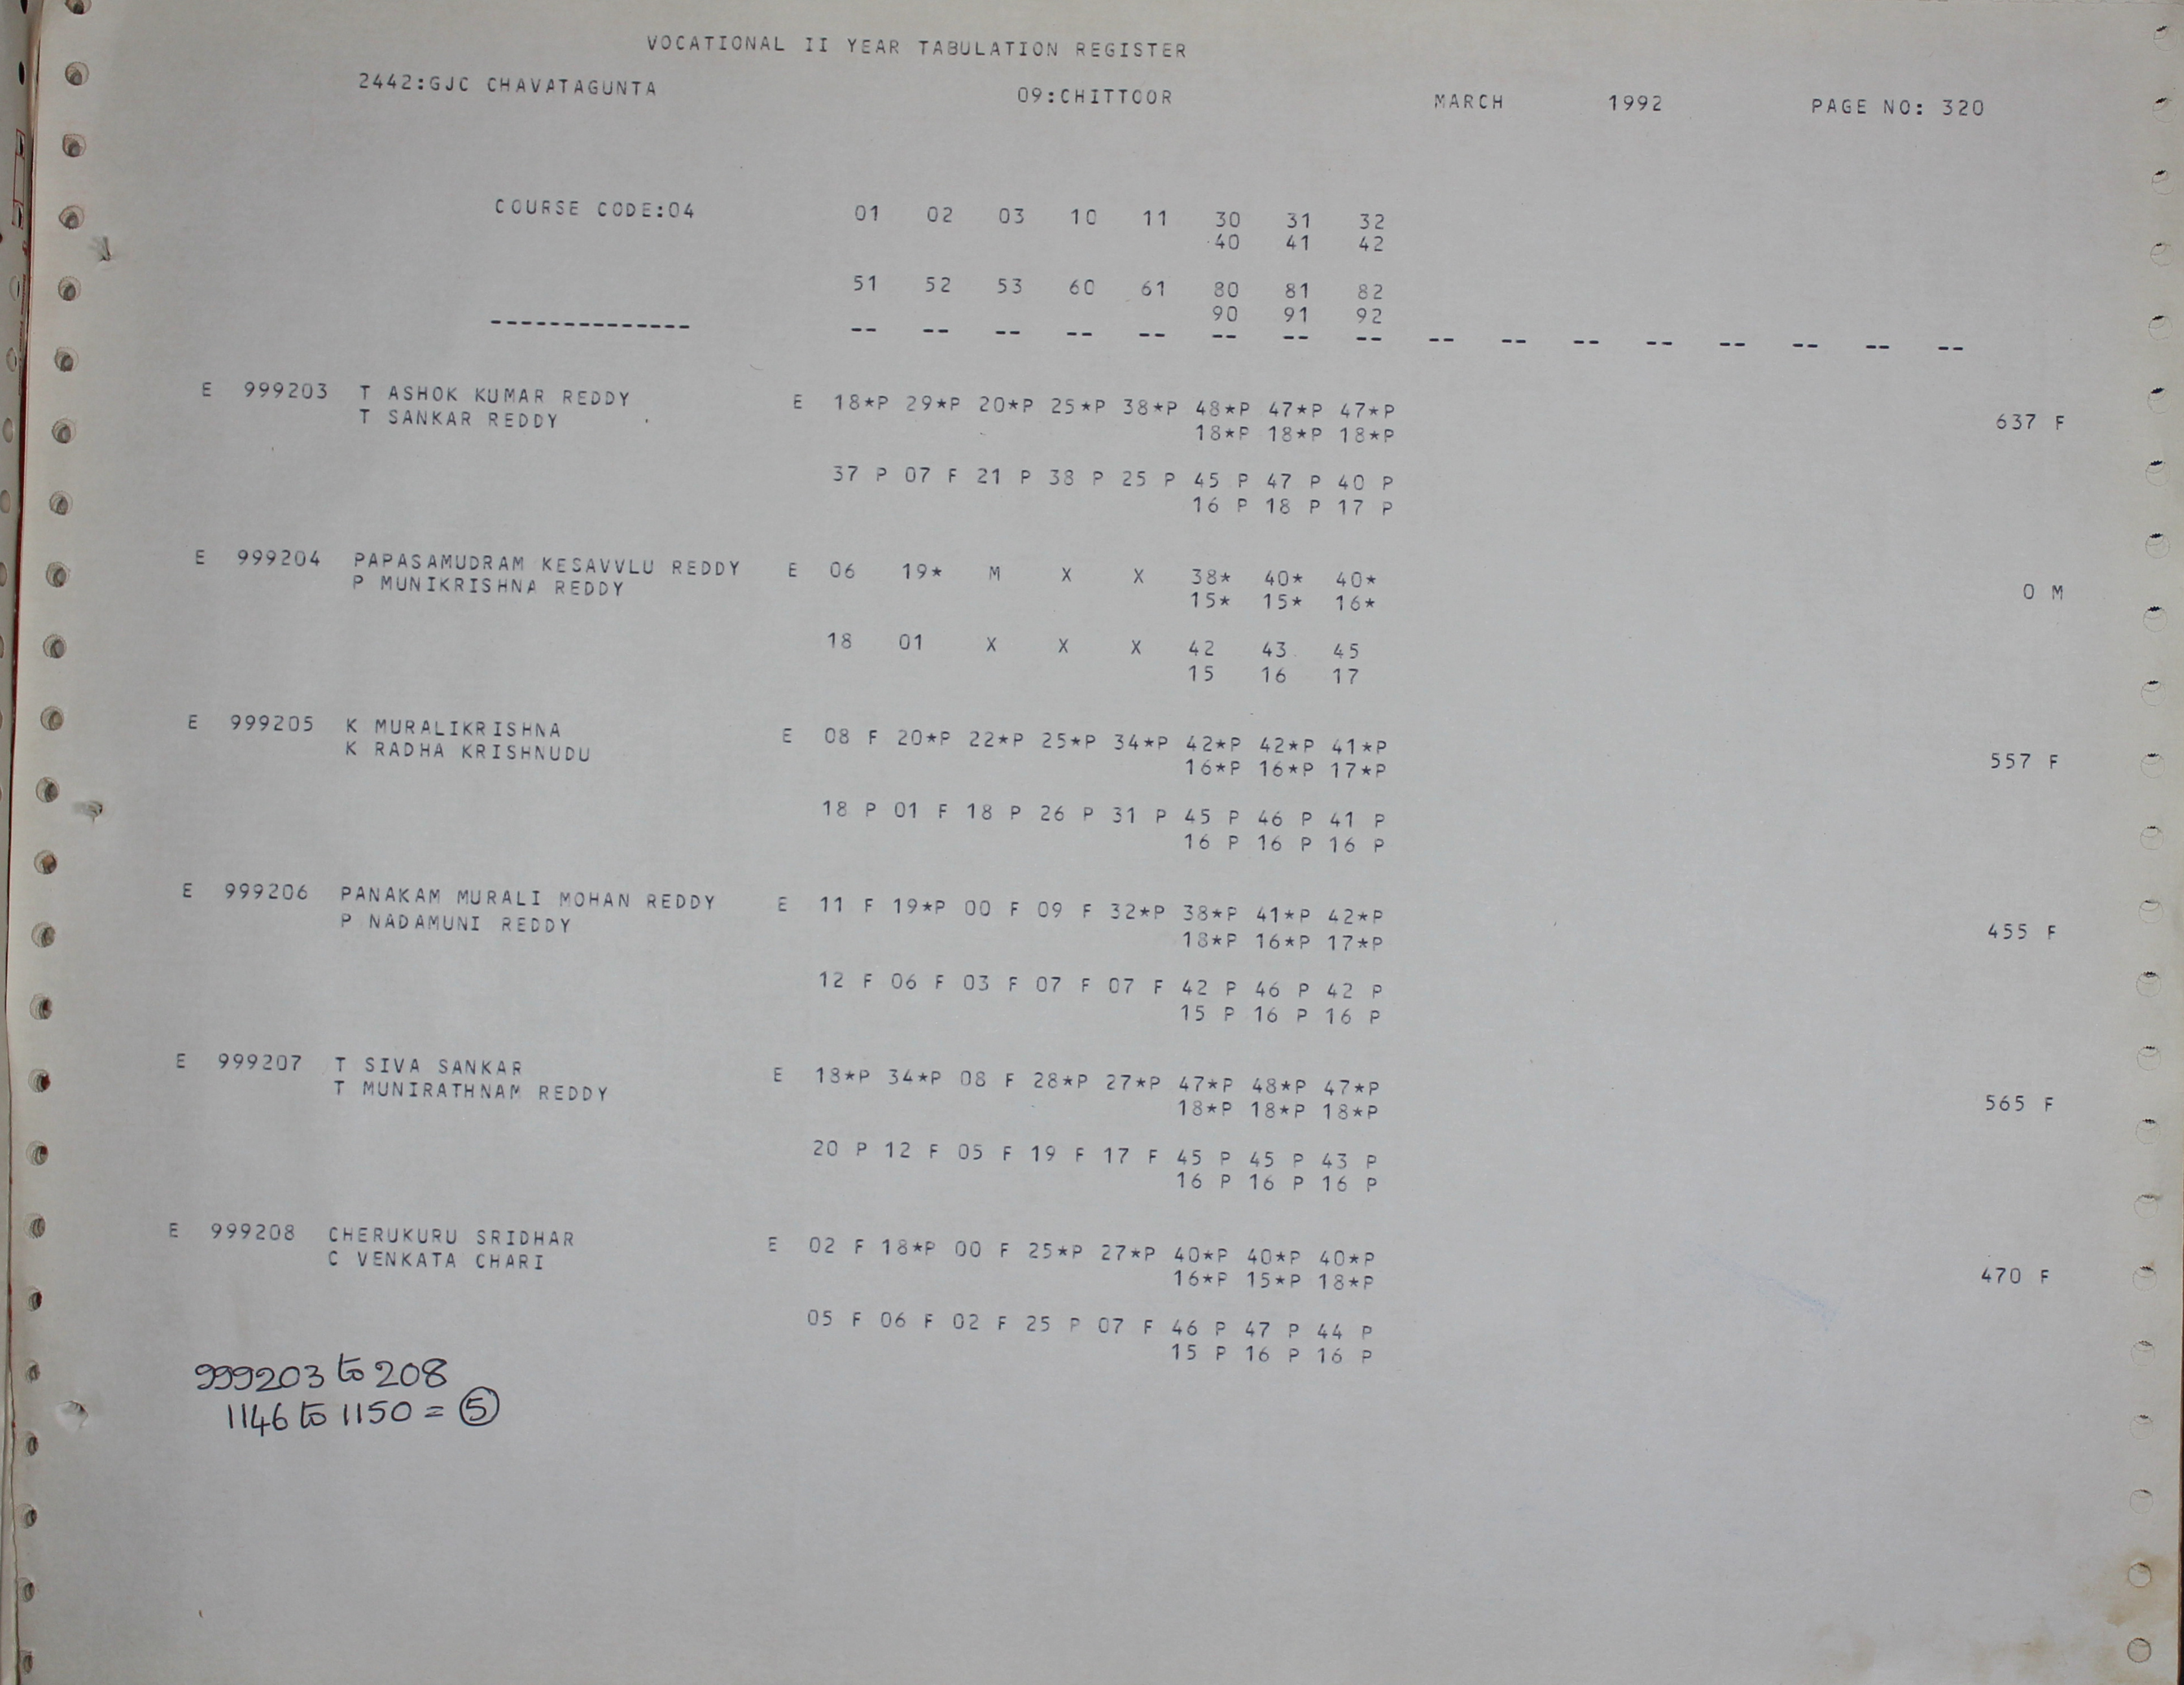 VOCATIONAL II YEAR TABULATION REGISTER
2442:GJC CHAVATAGUNTA 09:CHITTOOR MARCH 1992 PAGE NO: 320
COURSE CODE:04 01 02 03 10 11 30 31 32
40 41 42
51 52 53 60 61 80 81 82
90 91 92
-------------- -- -- -- -- -- -- -- -- -- -- -- -- -- -- -- --
E 999203 T ASHOK KUMAR REDDY E 18*P 29*P 20*P 25*P 38*P 48*P 47*P 47*P
T SANKAR REDDY 18*P 18*P 18*P 637 F
37 P 07 F 21 P 38 P 25 P 45 P 47 P 40 P
16 P 18 P 17 P
E 999204 PAPASAMUDRAM KESAVVLU REDDY E 06 19* M X X 38* 40* 40*
P MUNIKRISHNA REDDY 15* 15* 16* 0 M
18 01 X X X 42 43 45
15 16 17
E 999205 K MURALIKRISHNA E 08 F 20*P 22*P 25*P 34*P 42*P 42*P 41*P
K RADHA KRISHNUDU 16*P 16*P 17*P 557 F
18 P 01 F 18 P 26 P 31 P 45 P 46 P 41 P
16 P 16 P 16 P
E 999206 PANAKAM MURALI MOHAN REDDY E 11 F 19*P 00 F 09 F 32*P 38*P 41*P 42*P
P NADAMUNI REDDY 18*P 16*P 17*P 455 F
12 F 06 F 03 F 07 F 07 F 42 P 46 P 42 P
15 P 16 P 16 P
E 999207 T SIVA SANKAR E 18*P 34*P 08 F 28*P 27*P 47*P 48*P 47*P
T MUNIRATHNAM REDDY 18*P 18*P 18*P 565 F
20 P 12 F 05 F 19 F 17 F 45 P 45 P 43 P
16 P 16 P 16 P
E 999208 CHERUKURU SRIDHAR E 02 F 18*P 00 F 25*P 27*P 40*P 40*P 40*P
C VENKATA CHARI 16*P 15*P 18*P 470 F
05 F 06 F 02 F 25 P 07 F 46 P 47 P 44 P
15 P 16 P 16 P
999203 to 208
1146 to 1150 = 5